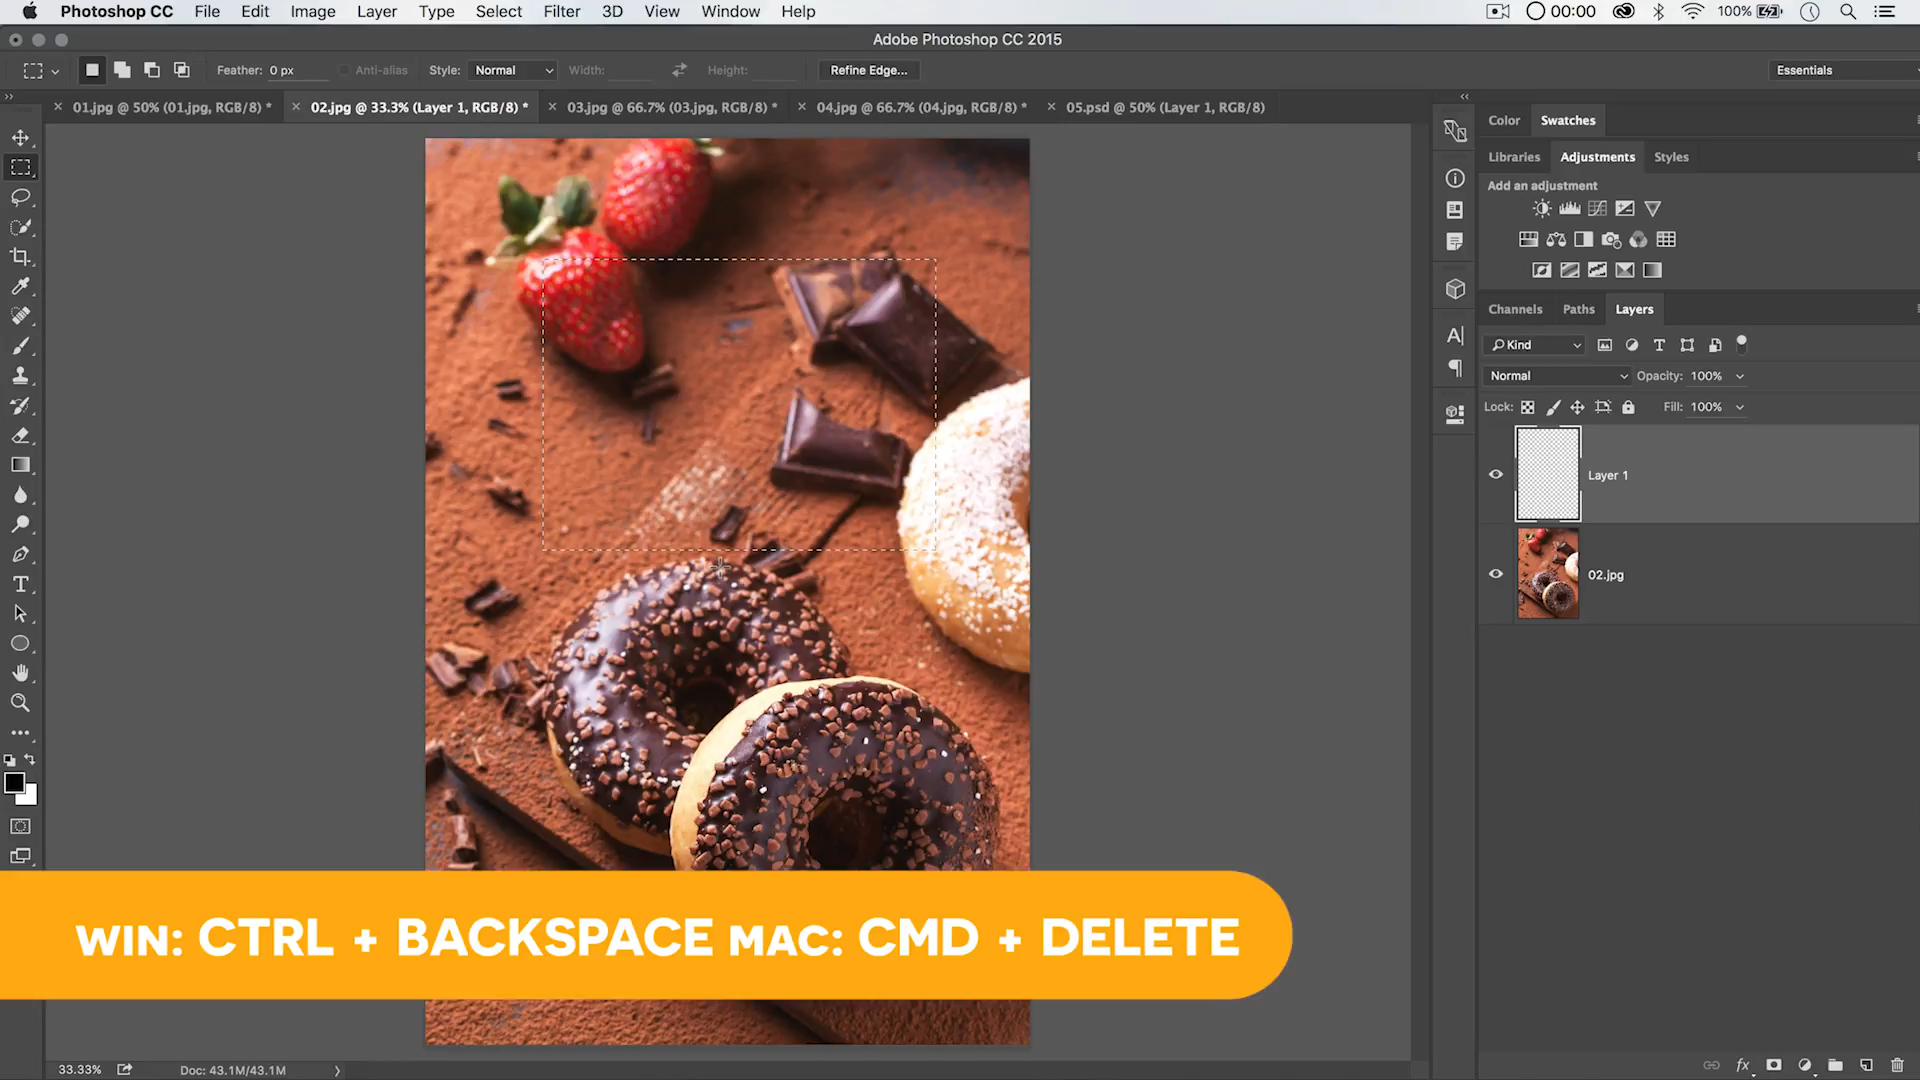 Photoshop CC File Edit Image Layer Type Select Filter 3D View Window Help 00:00 100%
Adobe Photoshop CC 2015
Feather: 0 px Anti-alias Style: Normal Width: Height: Refine Edge... Essentials
01.jpg @ 50% (01.jpg, RGB/8) * 02.jpg @ 33.3% (Layer 1, RGB/8) * 03.jpg @ 66.7% (03.jpg, RGB/8) * 04.jpg @ 66.7% (04.jpg, RGB/8) * 05.psd @ 50% (Layer 1, RGB/8)
Color Swatches
Libraries Adjustments Styles
Add an adjustment
Channels Paths Layers
Kind
Normal Opacity: 100%
Lock: Fill: 100%
Layer 1
02.jpg
WIN: CTRL + BACKSPACE MAC: CMD + DELETE
33.33% Doc: 43.1M/43.1M